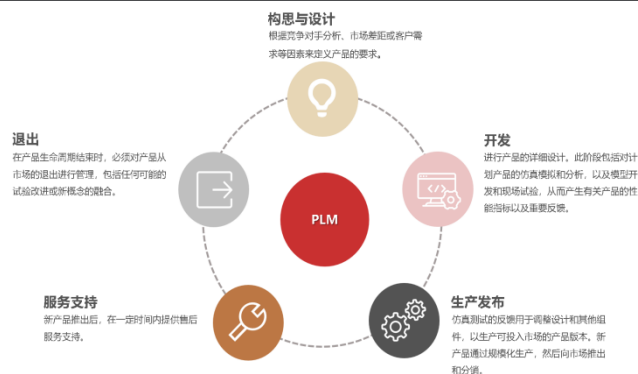 构思与设计
根据竞争对手分析、市场差距或客户需
求等因素来定义产品的要求。
退出
在产品生命周期结束时，必须对产品从
市场的退出进行管理，包括任何可能的
试验改进或新概念的融合。
开发
进行产品的详细设计。此阶段包括对计
划产品的仿真模拟和分析，以及模型开
发和现场试验，从而产生有关产品的性
能指标以及重要反馈。
PLM
服务支持
新产品推出后，在一定时间内提供售后
服务支持。
生产发布
仿真测试的反馈用于调整设计和其他组
件，以生产可投入市场的产品版本。新
产品通过规模化生产，然后向市场推出
和分销。